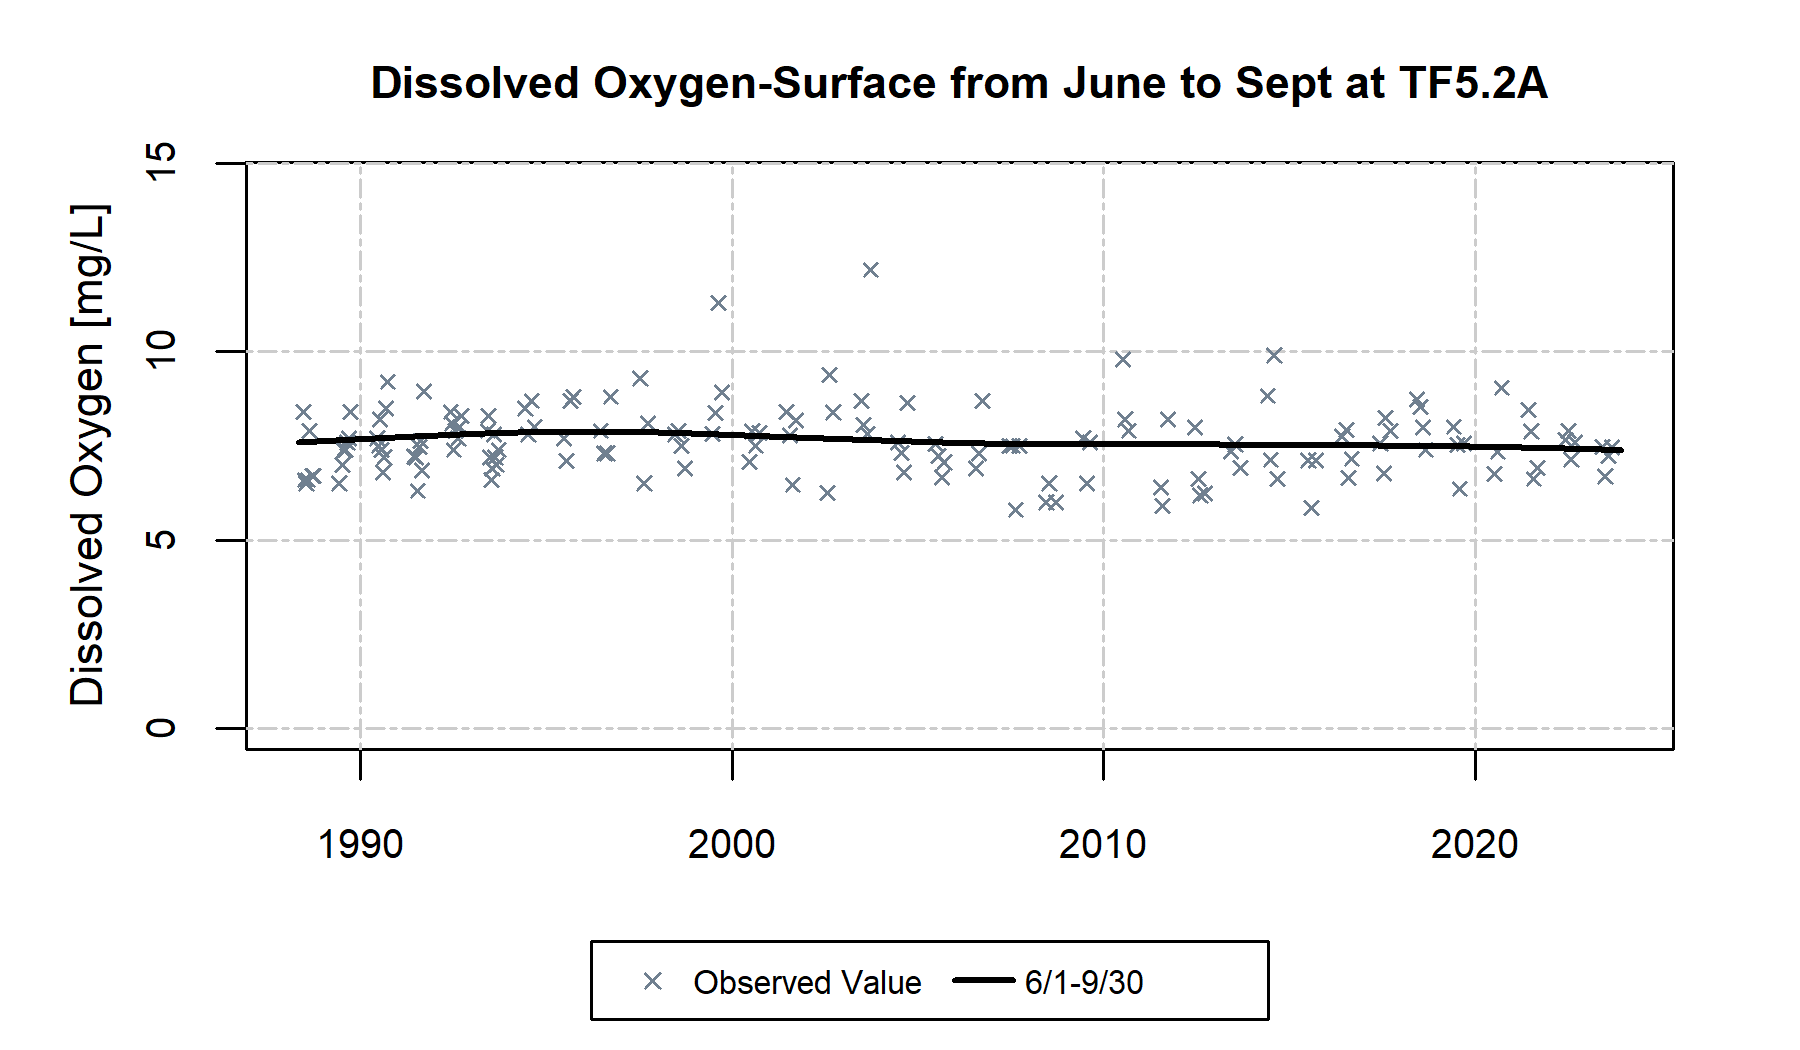 Dissolved Oxygen-Surface from June to Sept at TF5.2A
Dissolved Oxygen [mg/L]
15
10
5
0
1990 2000 2010 2020
Observed Value 6/1-9/30